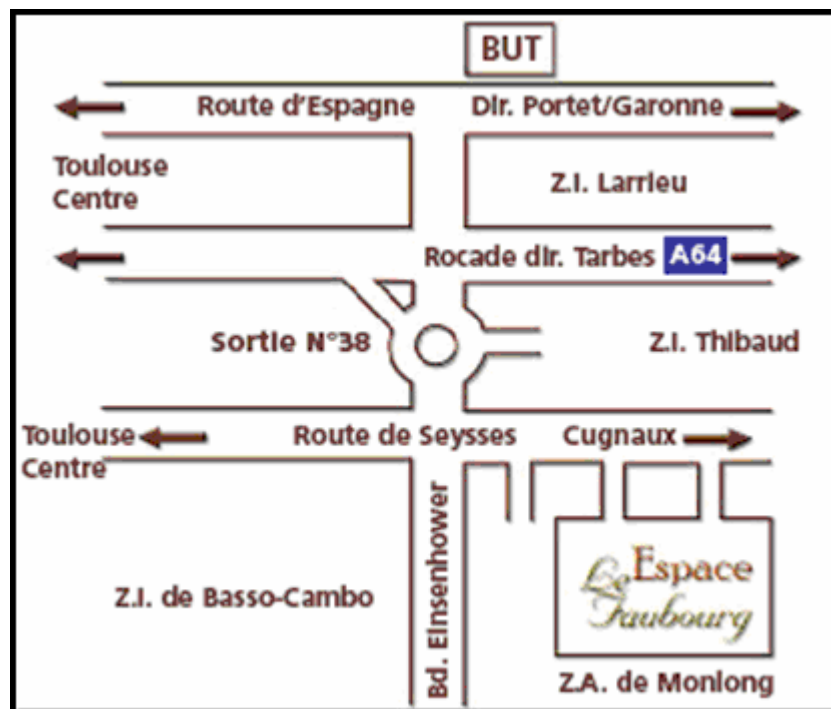 BUT
Route d'Espagne
Dir. Portet/Garonne
Toulouse
Centre
Z.I. Larrieu
Rocade dir. Tarbes A64
Sortie N°38
Z.I. Thibaud
Toulouse
Centre
Route de Seysses
Cugnaux
Bd. Einsenhower
Z.I. de Basso-Cambo
Le Espace
Faubourg
Z.A. de Monlong